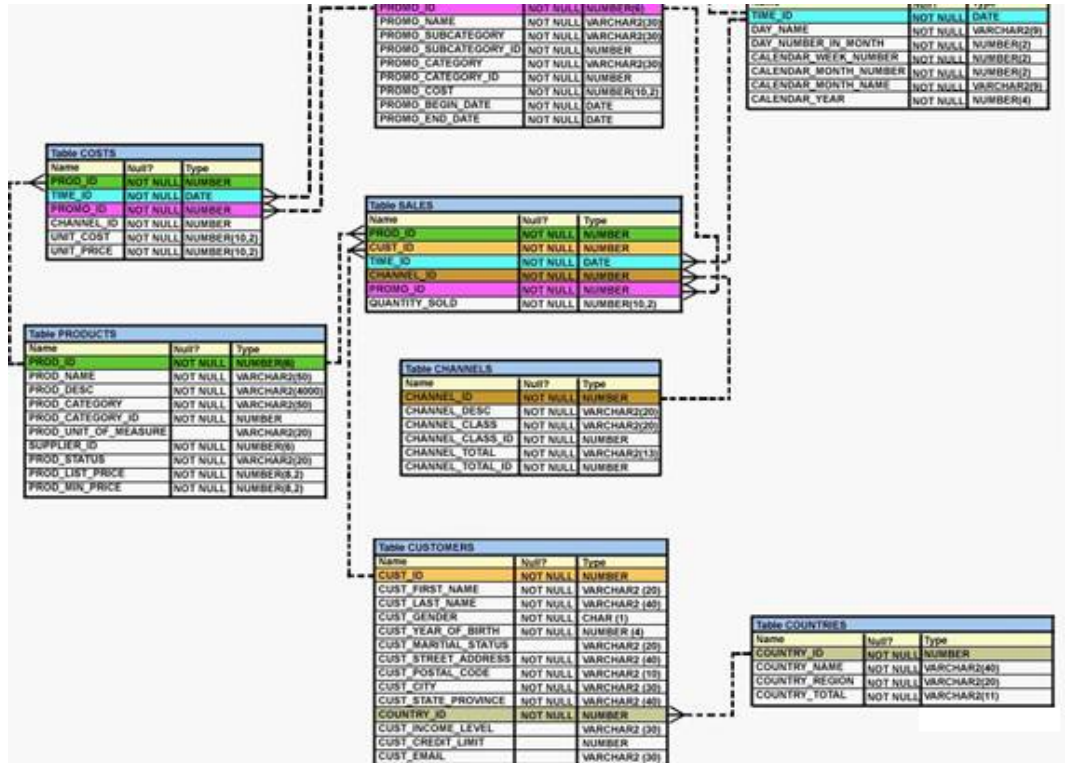 PROMO_ID NOT NULL NUMBER(6)
PROMO_NAME NOT NULL VARCHAR2(30)
PROMO_SUBCATEGORY NOT NULL VARCHAR2(30)
PROMO_SUBCATEGORY_ID NOT NULL NUMBER
PROMO_CATEGORY NOT NULL VARCHAR2(30)
PROMO_CATEGORY_ID NOT NULL NUMBER
PROMO_COST NOT NULL NUMBER(10,2)
PROMO_BEGIN_DATE NOT NULL DATE
PROMO_END_DATE NOT NULL DATE
TIME_ID NOT NULL DATE
DAY_NAME NOT NULL VARCHAR2(9)
DAY_NUMBER_IN_MONTH NOT NULL NUMBER(2)
CALENDAR_WEEK_NUMBER NOT NULL NUMBER(2)
CALENDAR_MONTH_NUMBER NOT NULL NUMBER(2)
CALENDAR_MONTH_NAME NOT NULL VARCHAR2(9)
CALENDAR_YEAR NOT NULL NUMBER(4)
Table COSTS
Name Null? Type
PROD_ID NOT NULL NUMBER
TIME_ID NOT NULL DATE
PROMO_ID NOT NULL NUMBER
CHANNEL_ID NOT NULL NUMBER
UNIT_COST NOT NULL NUMBER(10,2)
UNIT_PRICE NOT NULL NUMBER(10,2)
Table SALES
Name Null? Type
PROD_ID NOT NULL NUMBER
CUST_ID NOT NULL NUMBER
TIME_ID NOT NULL DATE
CHANNEL_ID NOT NULL NUMBER
PROMO_ID NOT NULL NUMBER
QUANTITY_SOLD NOT NULL NUMBER(10,2)
Table PRODUCTS
Name Null? Type
PROD_ID NOT NULL NUMBER(6)
PROD_NAME NOT NULL VARCHAR2(50)
PROD_DESC NOT NULL VARCHAR2(4000)
PROD_CATEGORY NOT NULL VARCHAR2(50)
PROD_CATEGORY_ID NOT NULL NUMBER
PROD_UNIT_OF_MEASURE VARCHAR2(20)
SUPPLIER_ID NOT NULL NUMBER(6)
PROD_STATUS NOT NULL VARCHAR2(20)
PROD_LIST_PRICE NOT NULL NUMBER(8,2)
PROD_MIN_PRICE NOT NULL NUMBER(8,2)
Table CHANNELS
Name Null? Type
CHANNEL_ID NOT NULL NUMBER
CHANNEL_DESC NOT NULL VARCHAR2(20)
CHANNEL_CLASS NOT NULL VARCHAR2(20)
CHANNEL_CLASS_ID NOT NULL NUMBER
CHANNEL_TOTAL NOT NULL VARCHAR2(13)
CHANNEL_TOTAL_ID NOT NULL NUMBER
Table CUSTOMERS
Name Null? Type
CUST_ID NOT NULL NUMBER
CUST_FIRST_NAME NOT NULL VARCHAR2 (20)
CUST_LAST_NAME NOT NULL VARCHAR2 (40)
CUST_GENDER NOT NULL CHAR (1)
CUST_YEAR_OF_BIRTH NOT NULL NUMBER (4)
CUST_MARITIAL_STATUS VARCHAR2 (20)
CUST_STREET_ADDRESS NOT NULL VARCHAR2 (40)
CUST_POSTAL_CODE NOT NULL VARCHAR2 (10)
CUST_CITY NOT NULL VARCHAR2 (30)
CUST_STATE_PROVINCE NOT NULL VARCHAR2 (40)
COUNTRY_ID NOT NULL NUMBER
CUST_INCOME_LEVEL VARCHAR2 (30)
CUST_CREDIT_LIMIT NUMBER
CUST_EMAIL VARCHAR2 (30)
Table COUNTRIES
Name Null? Type
COUNTRY_ID NOT NULL NUMBER
COUNTRY_NAME NOT NULL VARCHAR2(40)
COUNTRY_REGION NOT NULL VARCHAR2(20)
COUNTRY_TOTAL NOT NULL VARCHAR2(11)